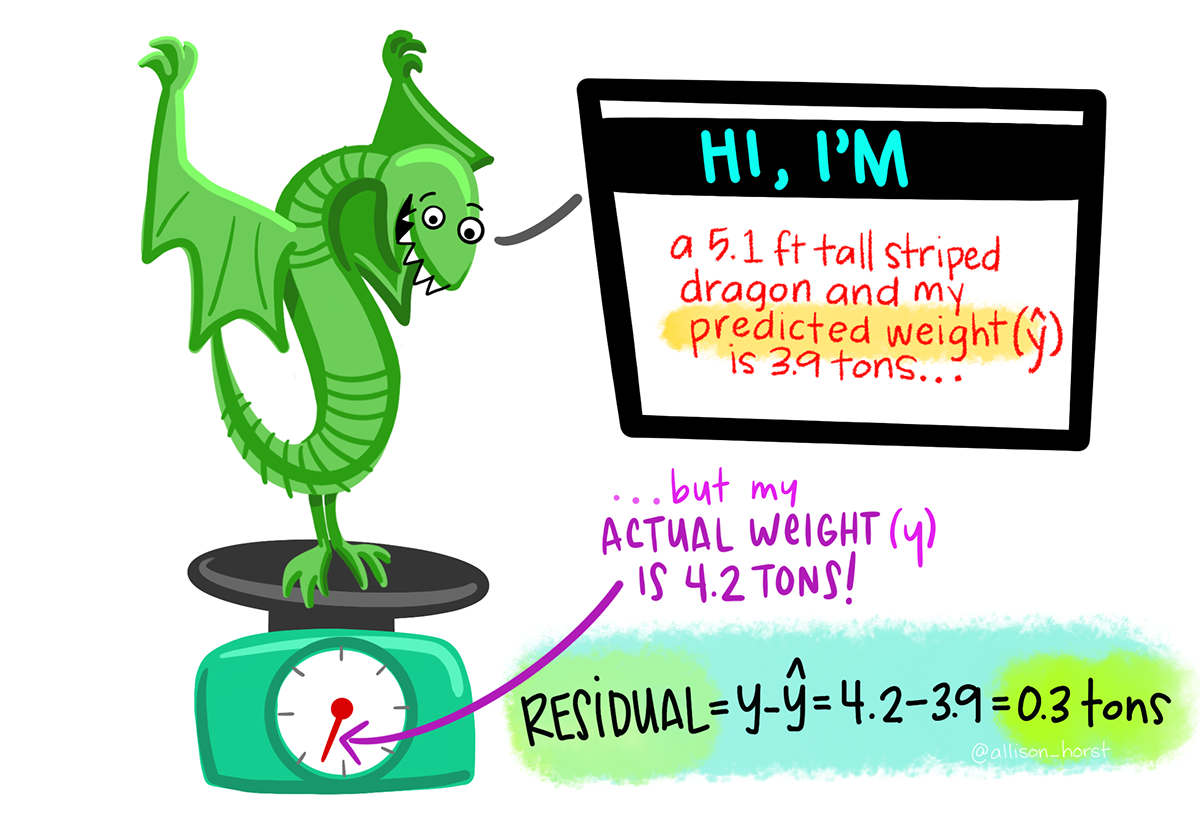 HI, I'M
a 5.1 ft tall striped
dragon and my
predicted weight (ŷ)
is 3.9 tons...
...but my
ACTUAL WEIGHT (y)
IS 4.2 TONS!
RESIDUAL = y - ŷ = 4.2 - 3.9 = 0.3 tons
@allison_horst